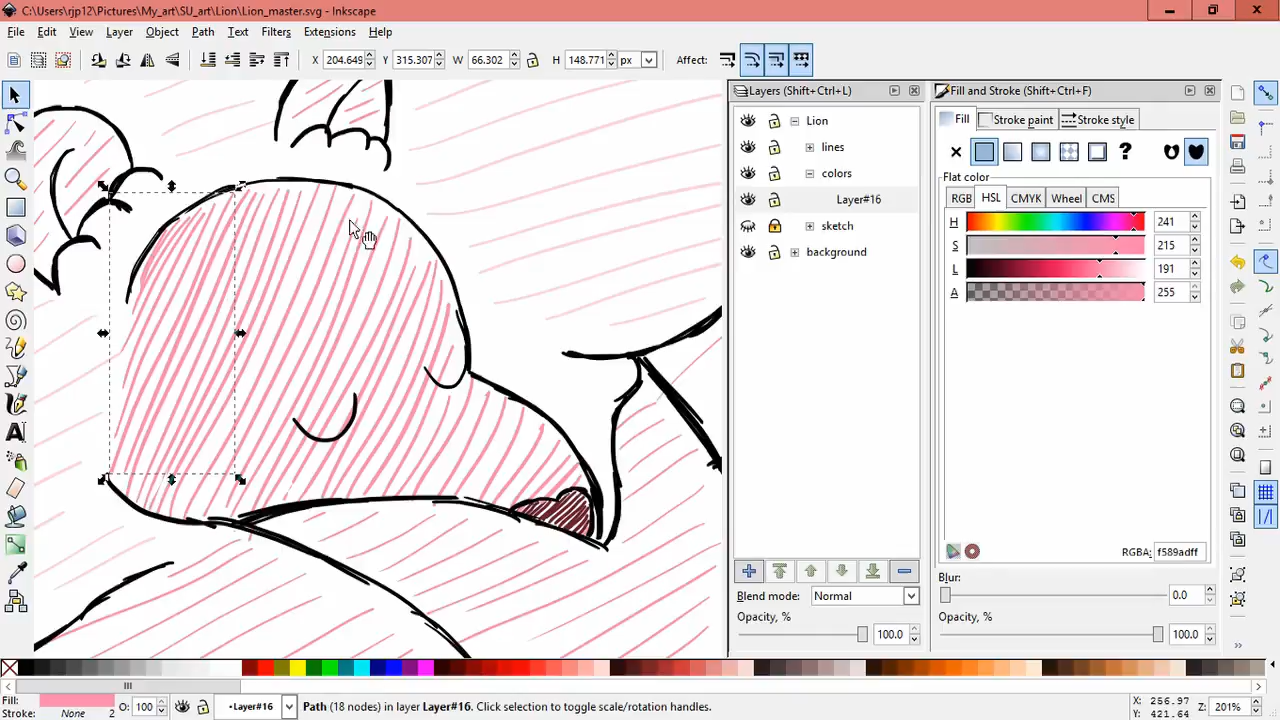 C:\Users\rjp12\Pictures\My_art\SU_art\Lion\Lion_master.svg - Inkscape
File Edit View Layer Object Path Text Filters Extensions Help
X 204.649 Y 315.307 W 66.302 H 148.771 px Affect:
Layers (Shift+Ctrl+L)
Fill and Stroke (Shift+Ctrl+F)
Lion
lines
colors
Layer#16
sketch
background
Blend mode: Normal
Opacity, %
100.0
Fill Stroke paint Stroke style
Flat color
RGB HSL CMYK Wheel CMS
H 241
S 215
L 191
A 255
RGBA: f589adff
Blur:
0.0
Opacity, %
100.0
Fill:
Stroke: None 2
O: 100
•Layer#16
Path (18 nodes) in layer Layer#16. Click selection to toggle scale/rotation handles.
X: 256.97
Y: 421.64
Z: 201%